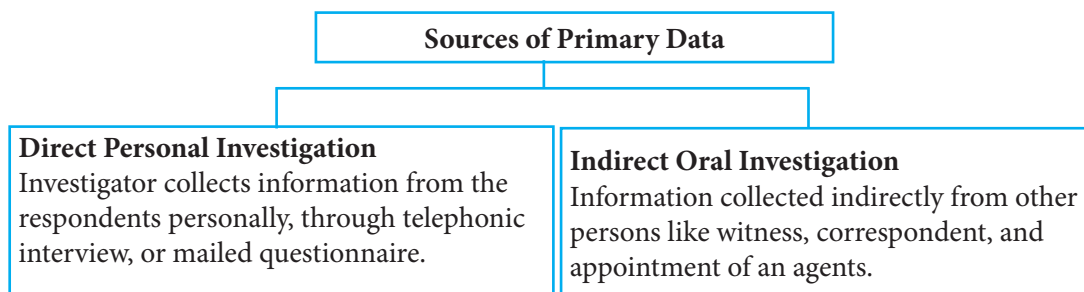 Sources of Primary Data
Direct Personal Investigation
Investigator collects information from the
respondents personally, through telephonic
interview, or mailed questionnaire.
Indirect Oral Investigation
Information collected indirectly from other
persons like witness, correspondent, and
appointment of an agents.